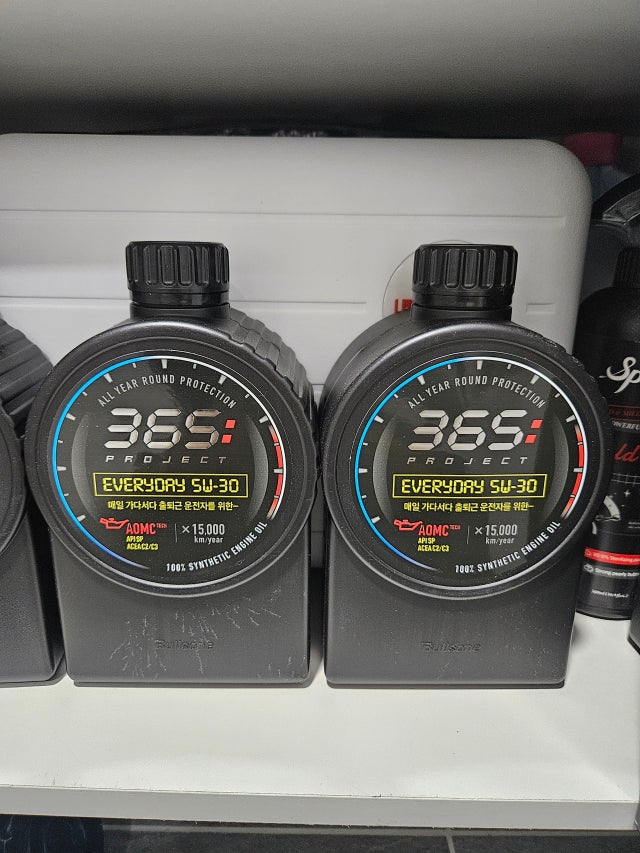 ALL YEAR ROUND PROTECTION
365:
PROJECT
EVERYDAY 5W-30
매일 가다서다 출퇴근 운전자를 위한~
AOMC TECH
API SP
ACEA C2/C3
×15,000
km/year
100% SYNTHETIC ENGINE OIL
Bullsone
ALL YEAR ROUND PROTECTION
365:
PROJECT
EVERYDAY 5W-30
매일 가다서다 출퇴근 운전자를 위한~
AOMC TECH
API SP
ACEA C2/C3
×15,000
km/year
100% SYNTHETIC ENGINE OIL
Bullsone
Sp